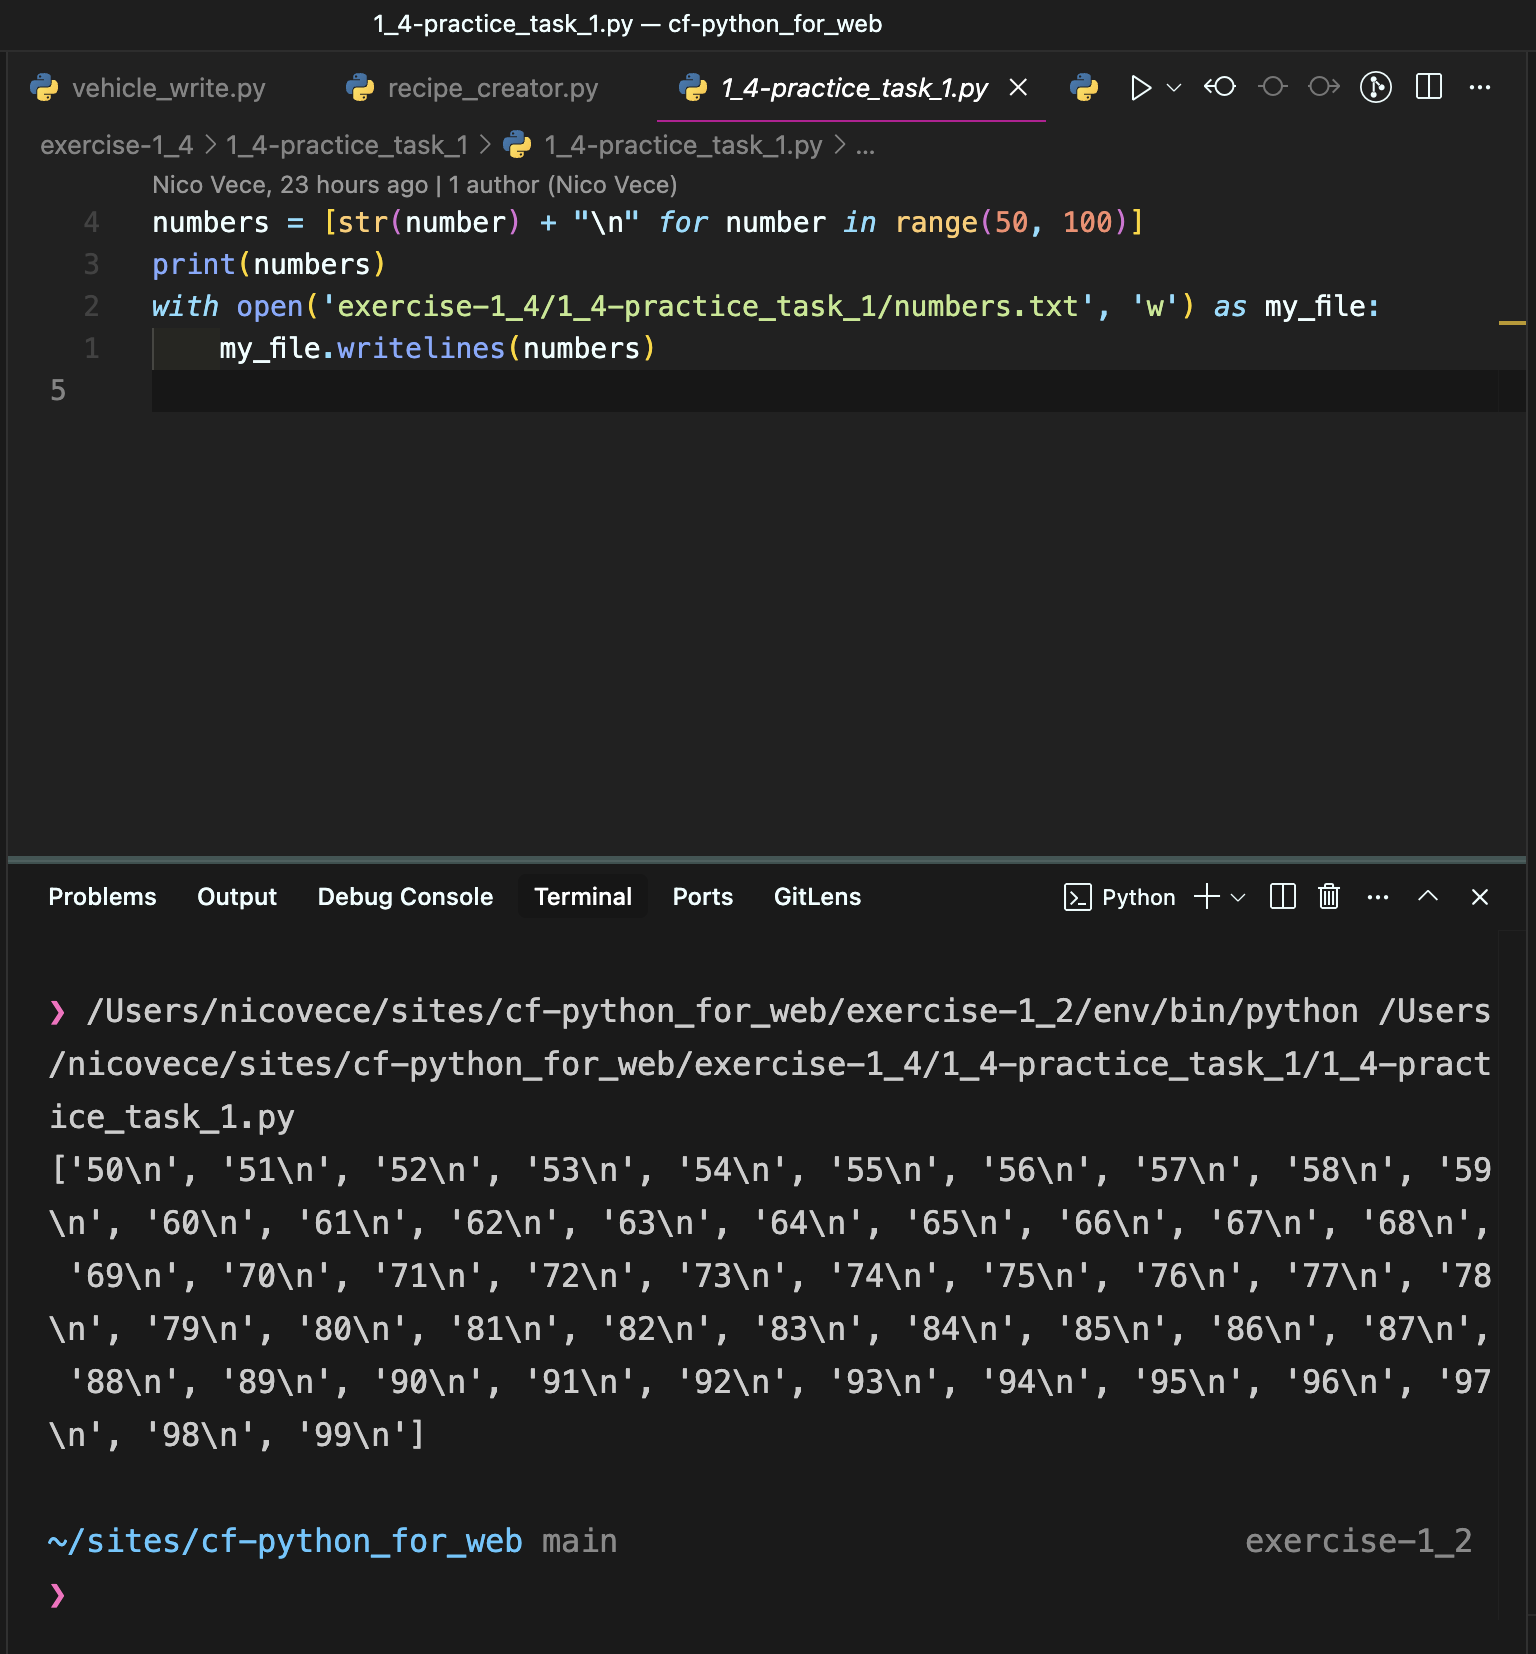 1_4-practice_task_1.py — cf-python_for_web
vehicle_write.py recipe_creator.py 1_4-practice_task_1.py
exercise-1_4 > 1_4-practice_task_1 > 1_4-practice_task_1.py > ...
Nico Vece, 23 hours ago | 1 author (Nico Vece)
4 numbers = [str(number) + "\n" for number in range(50, 100)]
3 print(numbers)
2 with open('exercise-1_4/1_4-practice_task_1/numbers.txt', 'w') as my_file:
1     my_file.writelines(numbers)
5
Problems Output Debug Console Terminal Ports GitLens Python
❯ /Users/nicovece/sites/cf-python_for_web/exercise-1_2/env/bin/python /Users
/nicovece/sites/cf-python_for_web/exercise-1_4/1_4-practice_task_1/1_4-pract
ice_task_1.py
['50\n', '51\n', '52\n', '53\n', '54\n', '55\n', '56\n', '57\n', '58\n', '59
\n', '60\n', '61\n', '62\n', '63\n', '64\n', '65\n', '66\n', '67\n', '68\n',
 '69\n', '70\n', '71\n', '72\n', '73\n', '74\n', '75\n', '76\n', '77\n', '78
\n', '79\n', '80\n', '81\n', '82\n', '83\n', '84\n', '85\n', '86\n', '87\n',
 '88\n', '89\n', '90\n', '91\n', '92\n', '93\n', '94\n', '95\n', '96\n', '97
\n', '98\n', '99\n']
~/sites/cf-python_for_web main exercise-1_2
❯